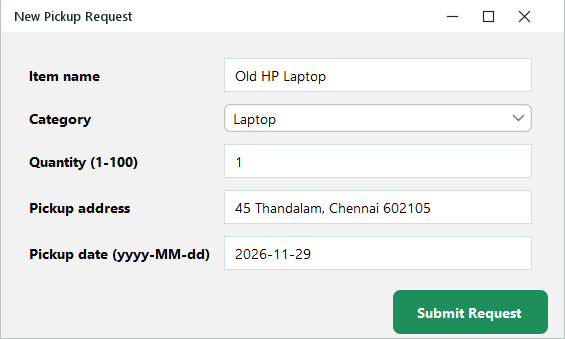 New Pickup Request
Item name Old HP Laptop
Category Laptop
Quantity (1-100) 1
Pickup address 45 Thandalam, Chennai 602105
Pickup date (yyyy-MM-dd) 2026-11-29
Submit Request